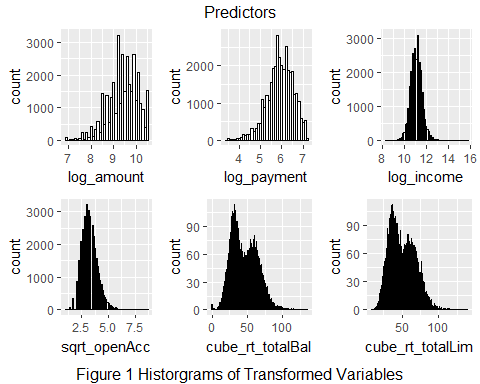 Predictors
3000
2000
1000
0
count
7 8 9 10
log_amount
2000
1000
0
count
4 5 6 7
log_payment
3000
2000
1000
0
count
8 10 12 14 16
log_income
3000
2000
1000
0
count
2.5 5.0 7.5
sqrt_openAcc
90
60
30
0
count
0 50 100
cube_rt_totalBal
90
60
30
0
count
50 100
cube_rt_totalLim
Figure 1 Historgrams of Transformed Variables